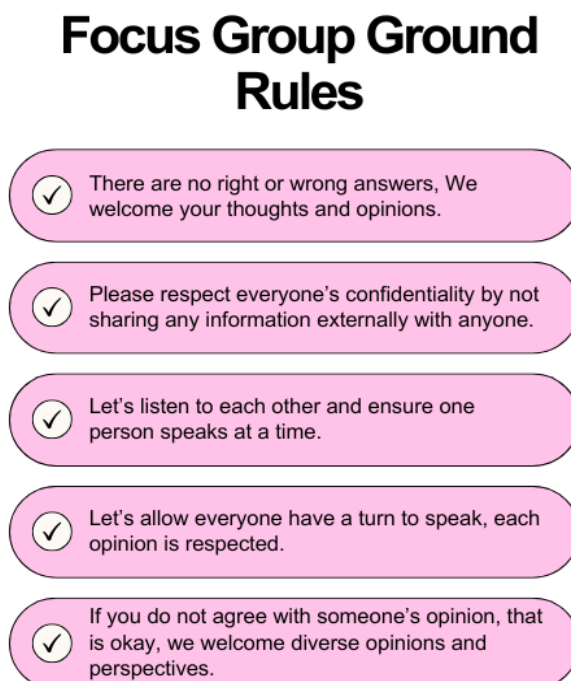 Focus Group Ground
Rules
There are no right or wrong answers, We
welcome your thoughts and opinions.
Please respect everyone’s confidentiality by not
sharing any information externally with anyone.
Let’s listen to each other and ensure one
person speaks at a time.
Let’s allow everyone have a turn to speak, each
opinion is respected.
If you do not agree with someone’s opinion, that
is okay, we welcome diverse opinions and
perspectives.